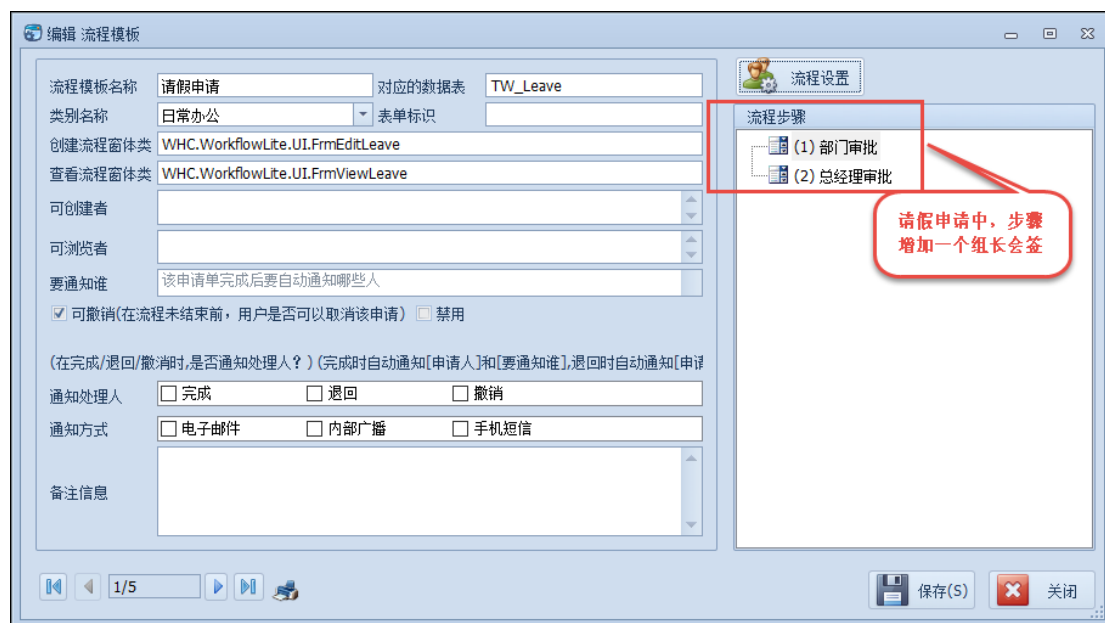 编辑 流程模板
流程模板名称 请假申请 对应的数据表 TW_Leave
类别名称 日常办公 表单标识
创建流程窗体类 WHC.WorkflowLite.UI.FrmEditLeave
查看流程窗体类 WHC.WorkflowLite.UI.FrmViewLeave
可创建者
可浏览者
要通知谁 该申请单完成后要自动通知哪些人
可撤销(在流程未结束前，用户是否可以取消该申请) 禁用
(在完成/退回/撤消时,是否通知处理人？) (完成时自动通知[申请人]和[要通知谁],退回时自动通知[申请
通知处理人 完成 退回 撤销
通知方式 电子邮件 内部广播 手机短信
备注信息
流程设置
流程步骤
(1) 部门审批
(2) 总经理审批
请假申请中，步骤
增加一个组长会签
1/5
保存(S) 关闭